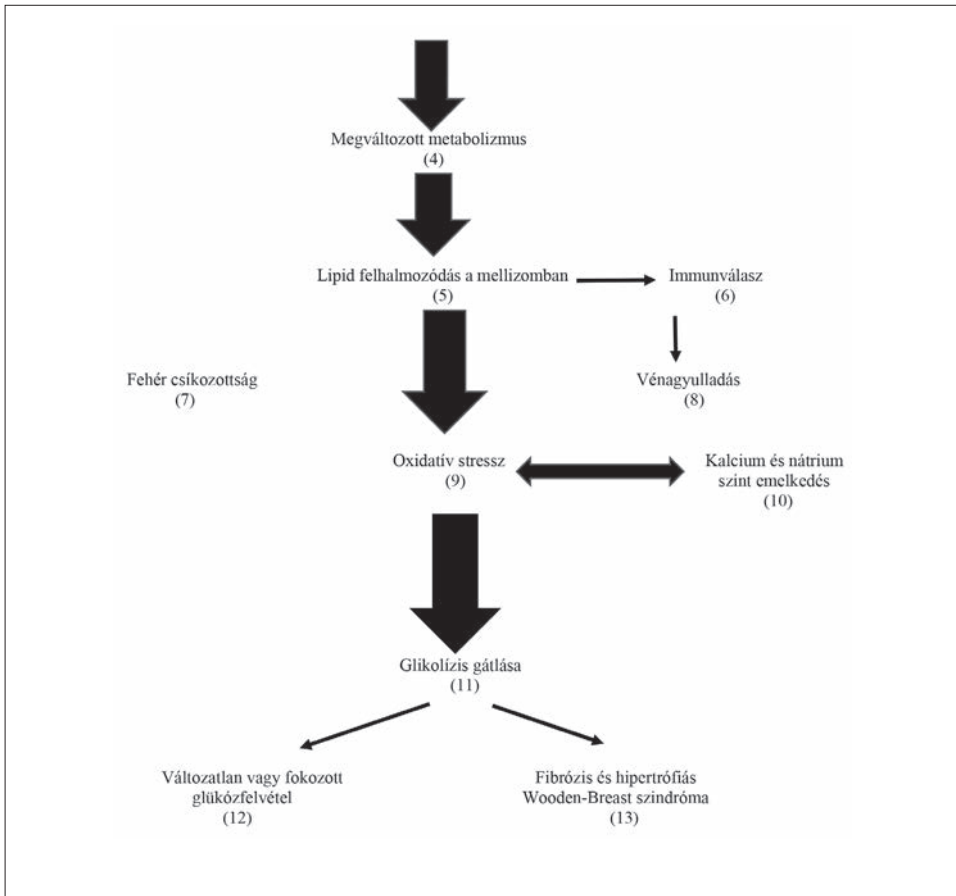 Megváltozott metabolizmus
(4)
Lipid felhalmozódás a mellizomban
(5)
Immunválasz
(6)
Fehér csíkozottság
(7)
Vénagyulladás
(8)
Oxidatív stressz
(9)
Kalcium és nátrium
szint emelkedés
(10)
Glikolízis gátlása
(11)
Változatlan vagy fokozott
glükózfelvétel
(12)
Fibrózis és hipertrófiás
Wooden-Breast szindróma
(13)